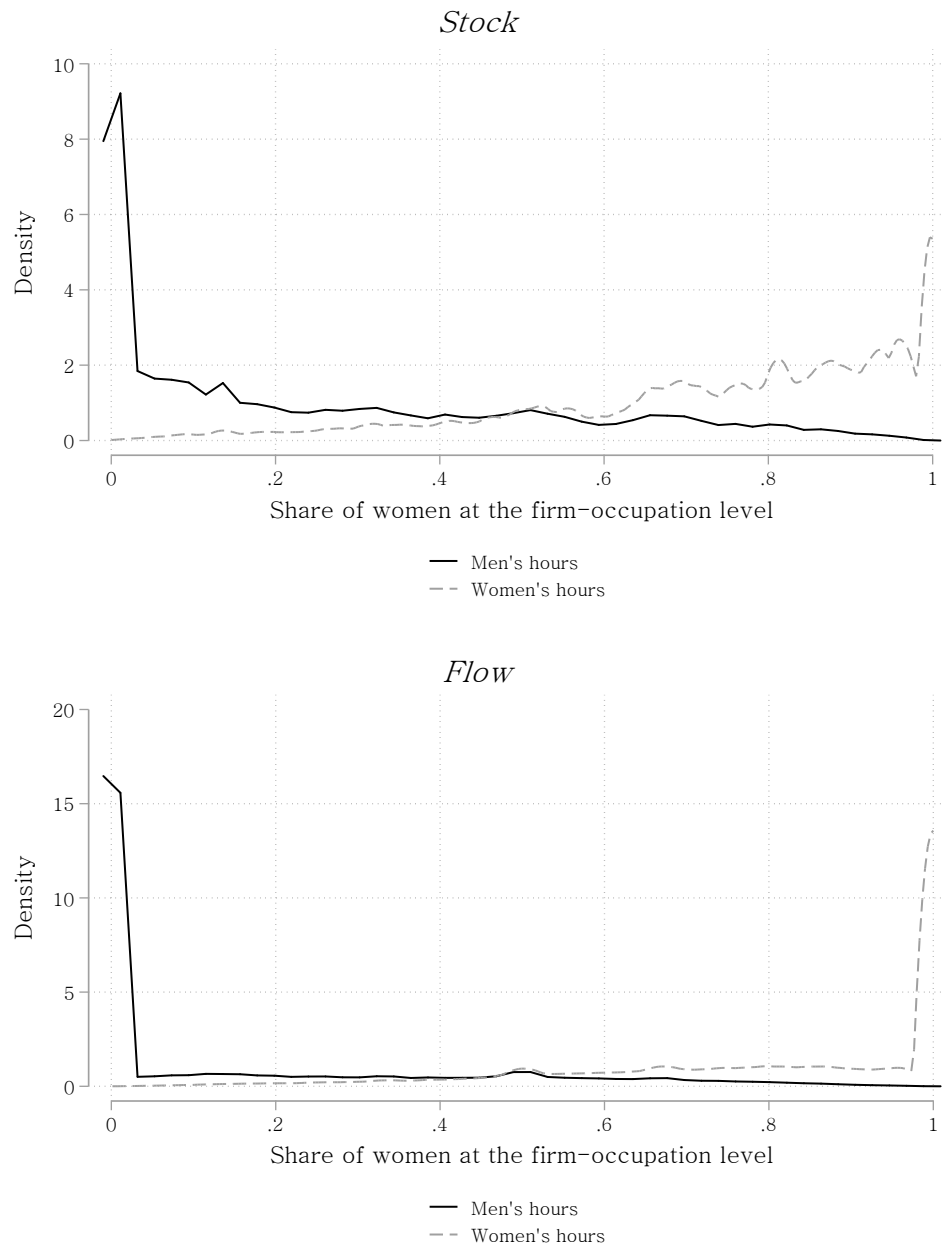 Stock
10
8
6
4
2
0
Density
0 .2 .4 .6 .8 1
Share of women at the firm-occupation level
Men's hours
Women's hours
Flow
20
15
10
5
0
Density
0 .2 .4 .6 .8 1
Share of women at the firm-occupation level
Men's hours
Women's hours